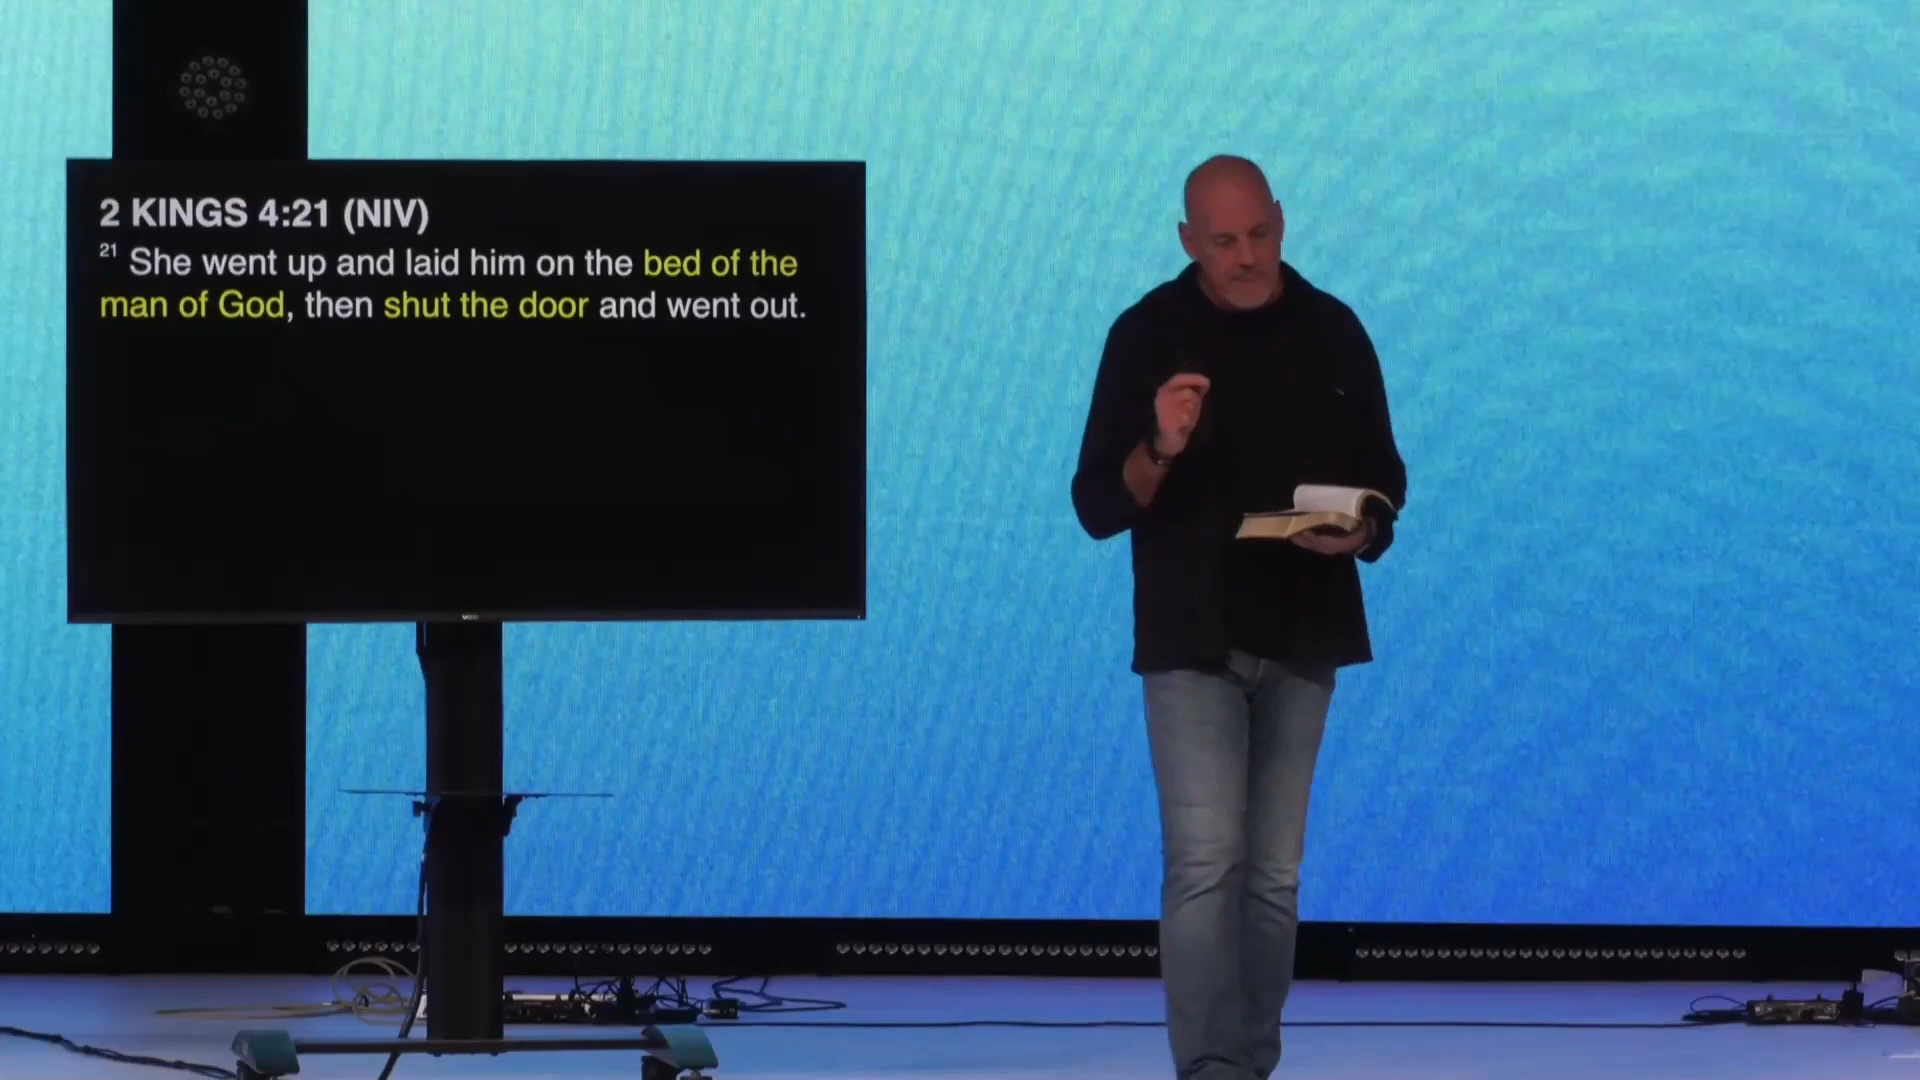 2 KINGS 4:21 (NIV)
21 She went up and laid him on the bed of the
man of God, then shut the door and went out.